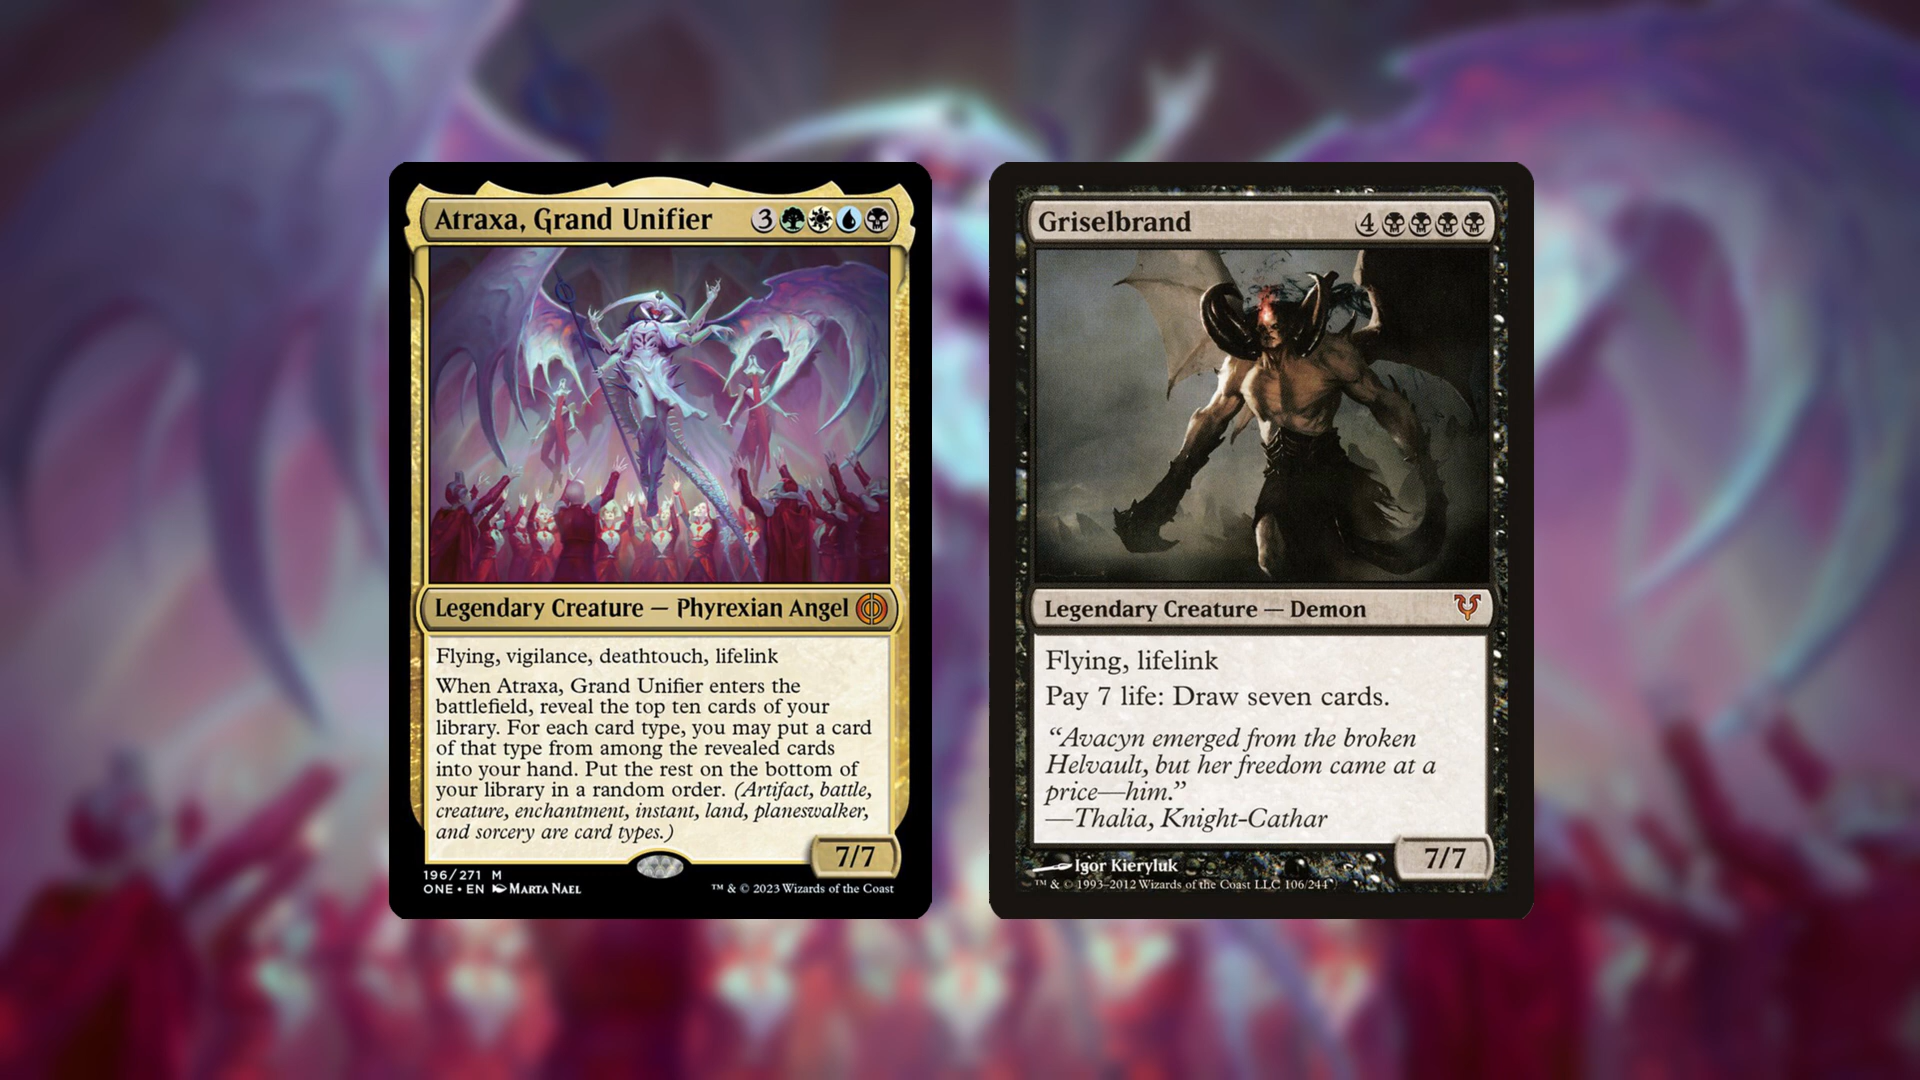 Atraxa, Grand Unifier 3
Legendary Creature — Phyrexian Angel
Flying, vigilance, deathtouch, lifelink
When Atraxa, Grand Unifier enters the
battlefield, reveal the top ten cards of your
library. For each card type, you may put a card
of that type from among the revealed cards
into your hand. Put the rest on the bottom of
your library in a random order. (Artifact, battle,
creature, enchantment, instant, land, planeswalker,
and sorcery are card types.)
7/7
196/271 M
ONE • EN Marta Nael
™ & © 2023 Wizards of the Coast
Griselbrand 4
Legendary Creature — Demon
Flying, lifelink
Pay 7 life: Draw seven cards.
“Avacyn emerged from the broken
Helvault, but her freedom came at a
price—him.”
—Thalia, Knight-Cathar
7/7
Igor Kieryluk
™ & © 1993–2012 Wizards of the Coast LLC 106/244